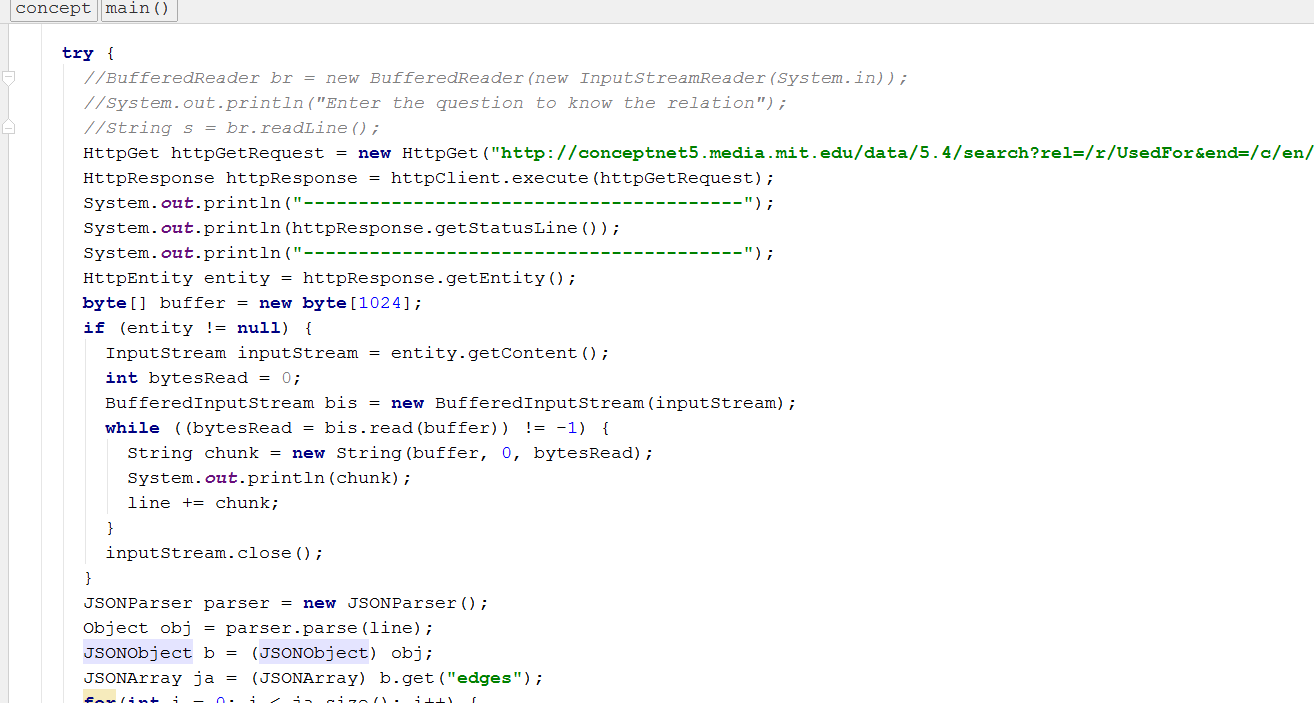 concept main()
try {
//BufferedReader br = new BufferedReader(new InputStreamReader(System.in));
//System.out.println("Enter the question to know the relation");
//String s = br.readLine();
HttpGet httpGetRequest = new HttpGet("http://conceptnet5.media.mit.edu/data/5.4/search?rel=/r/UsedFor&end=/c/en/
HttpResponse httpResponse = httpClient.execute(httpGetRequest);
System.out.println("----------------------------------------");
System.out.println(httpResponse.getStatusLine());
System.out.println("----------------------------------------");
HttpEntity entity = httpResponse.getEntity();
byte[] buffer = new byte[1024];
if (entity != null) {
InputStream inputStream = entity.getContent();
int bytesRead = 0;
BufferedInputStream bis = new BufferedInputStream(inputStream);
while ((bytesRead = bis.read(buffer)) != -1) {
String chunk = new String(buffer, 0, bytesRead);
System.out.println(chunk);
line += chunk;
}
inputStream.close();
}
JSONParser parser = new JSONParser();
Object obj = parser.parse(line);
JSONObject b = (JSONObject) obj;
JSONArray ja = (JSONArray) b.get("edges");
for(int i = 0; i < ja.size(); i++) {